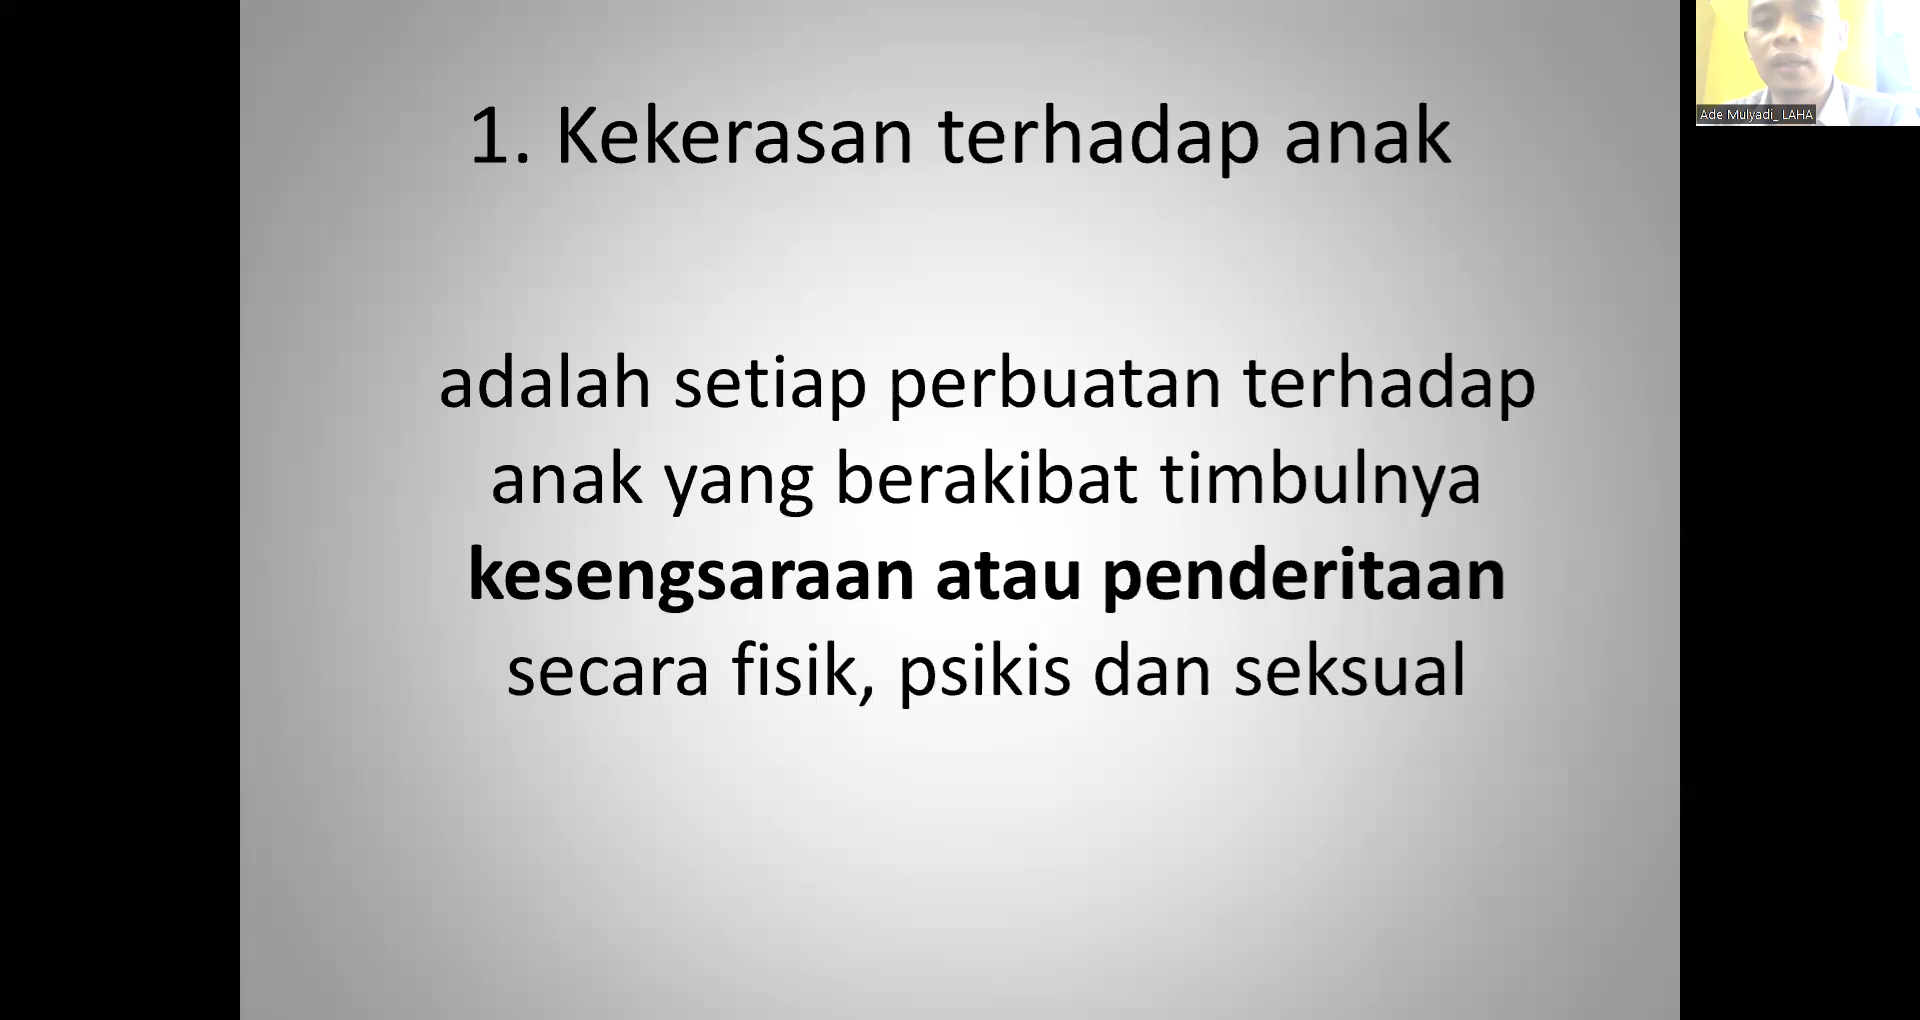 1. Kekerasan terhadap anak
adalah setiap perbuatan terhadap
anak yang berakibat timbulnya
kesengsaraan atau penderitaan
secara fisik, psikis dan seksual
Ade Mulyadi_ LAHA